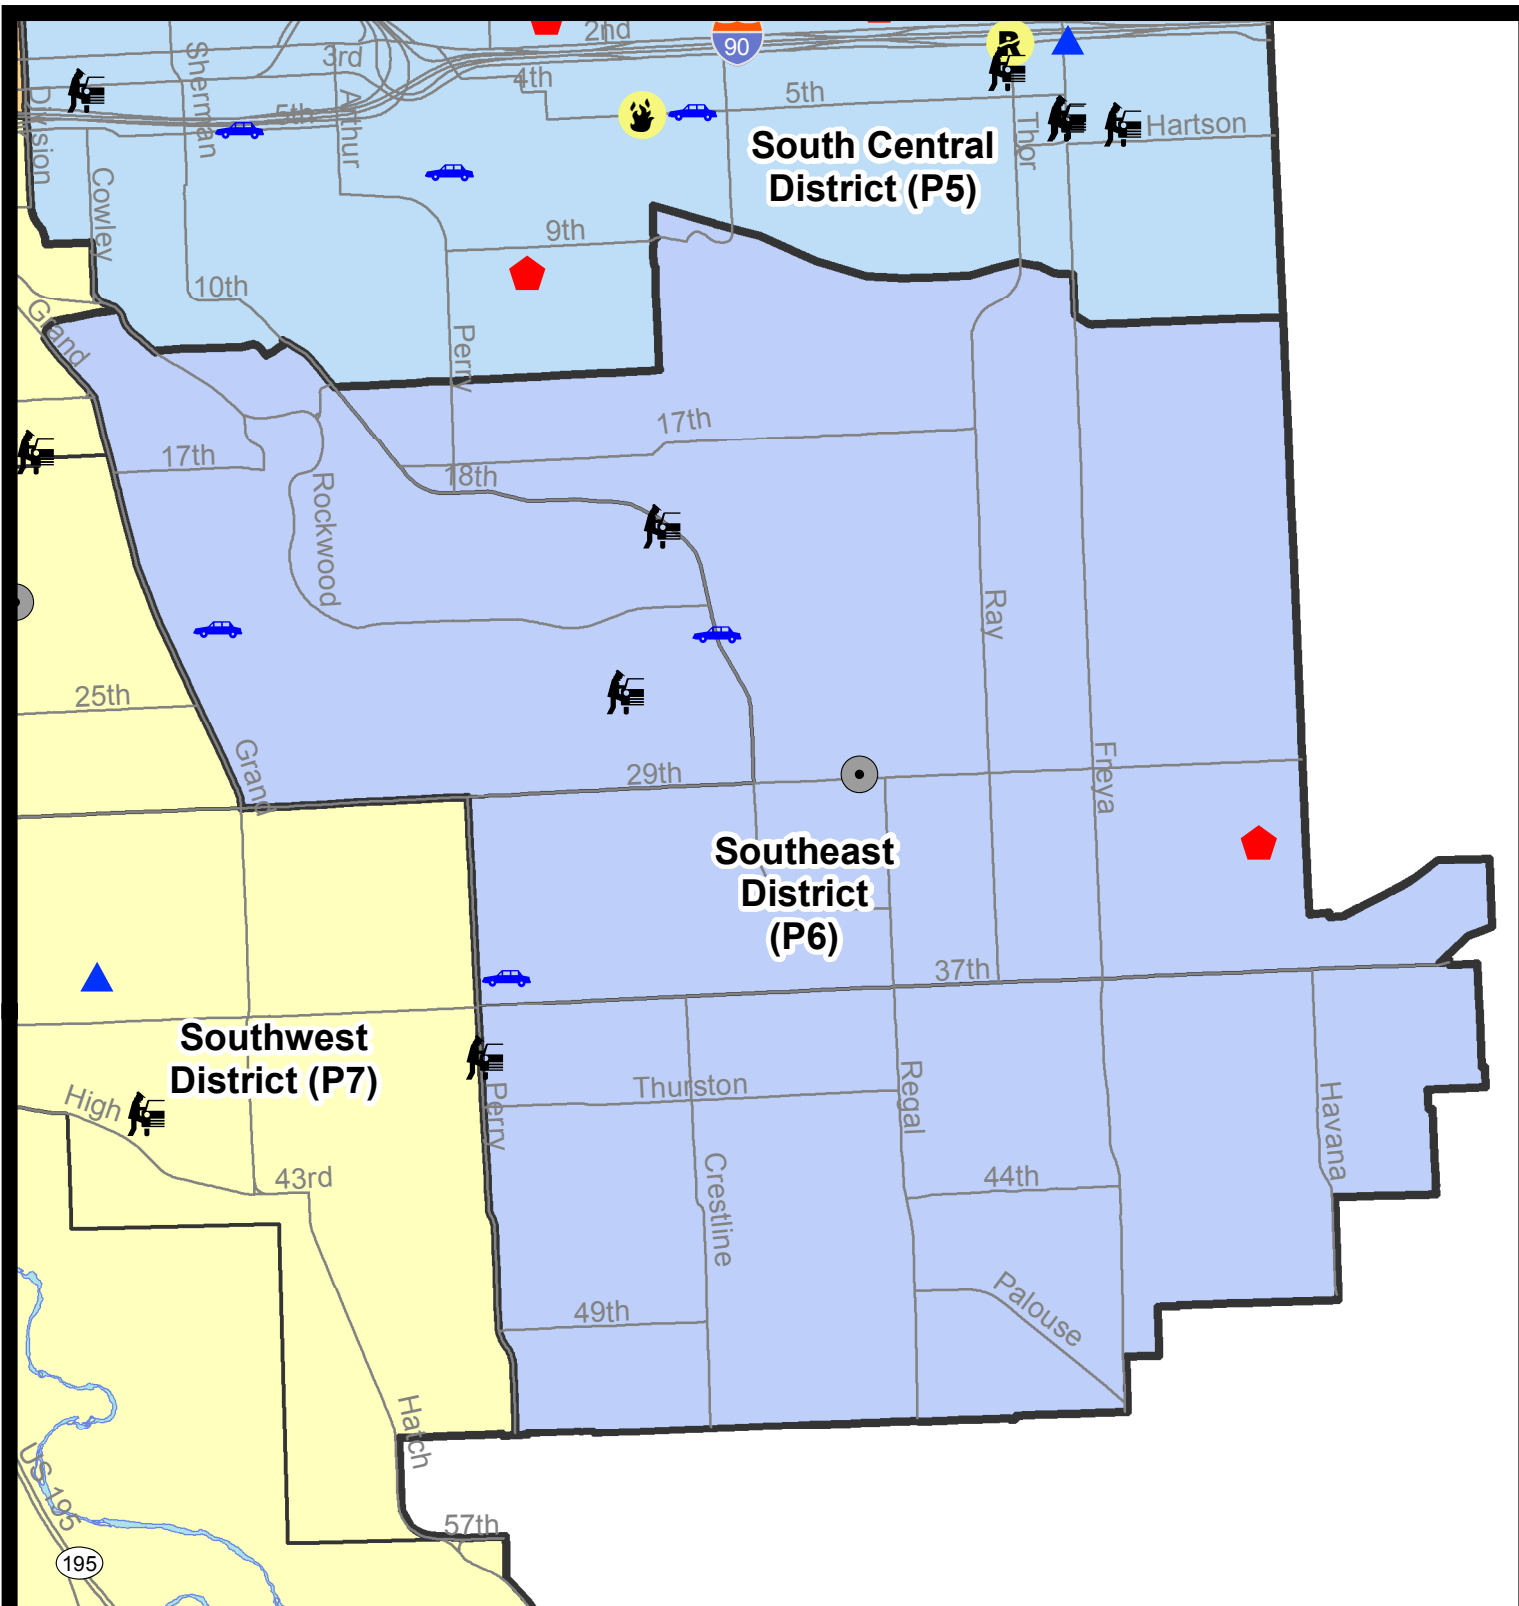 2nd
90
R
3rd
Sherman
4th
5th
5th
Arthur
Division
Hartson
Thor
South Central
District (P5)
Cowley
9th
10th
Grand
Perry
17th
17th
18th
Rockwood
Ray
25th
Grand
29th
Freya
Southeast
District
(P6)
37th
Southwest
District (P7)
High
Thurston
Perry
Regal
Havana
43rd
44th
Crestline
49th
Palouse
Hatch
US 195
57th
195